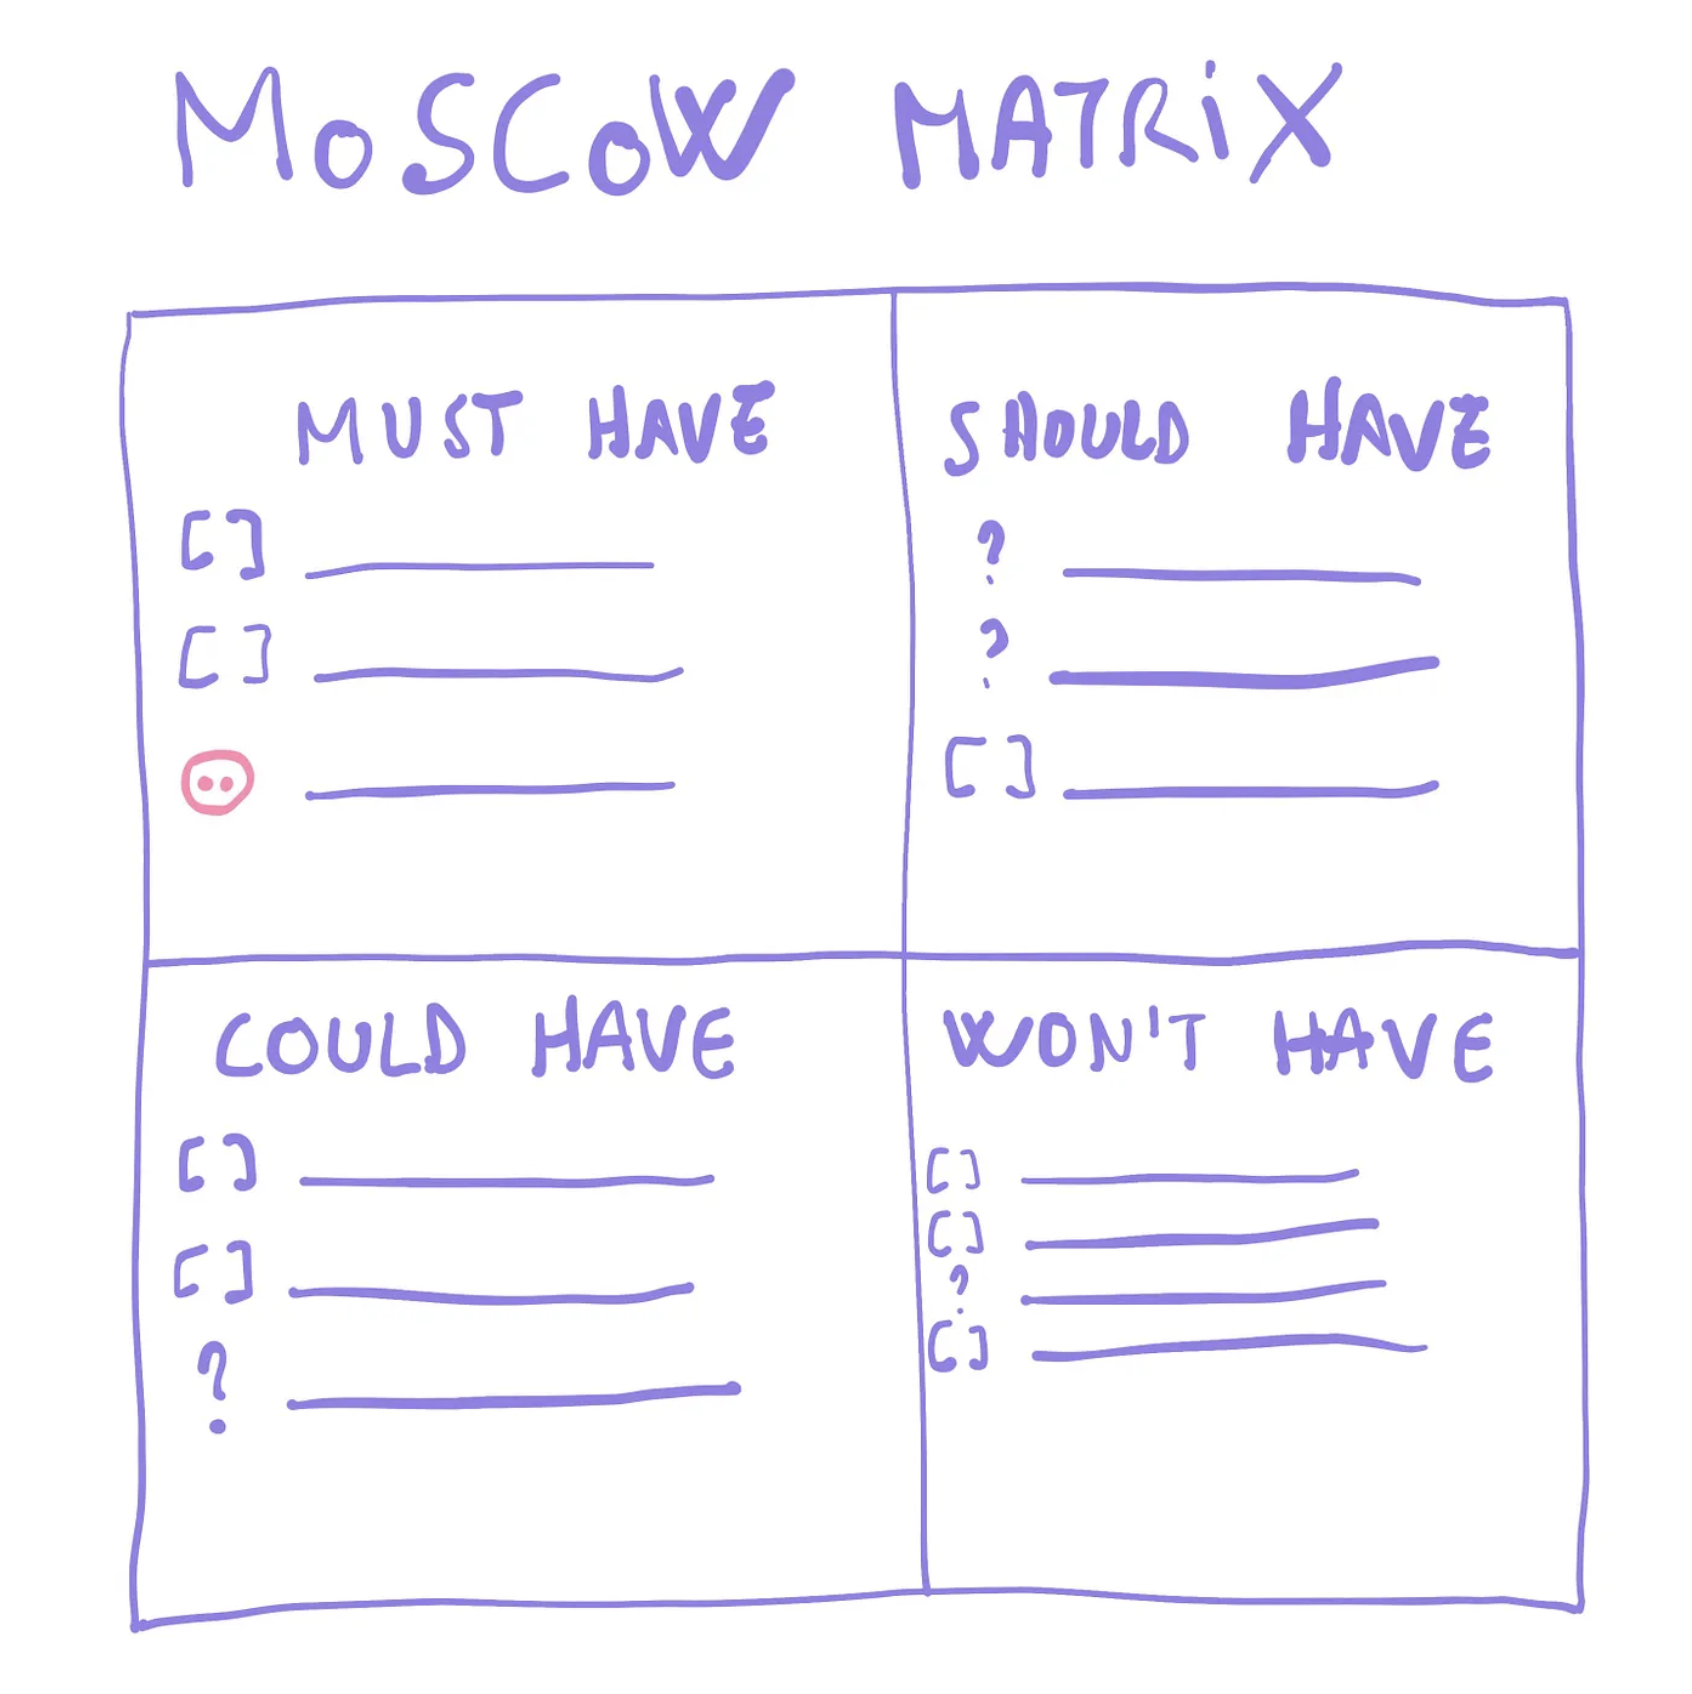 MoSCoW MATRiX
MUST HAVE
[ ]
[ ]
SHOULD HAVE
?
?
[ ]
COULD HAVE
[ ]
[ ]
?
WON'T HAVE
[ ]
[ ]
?
[ ]